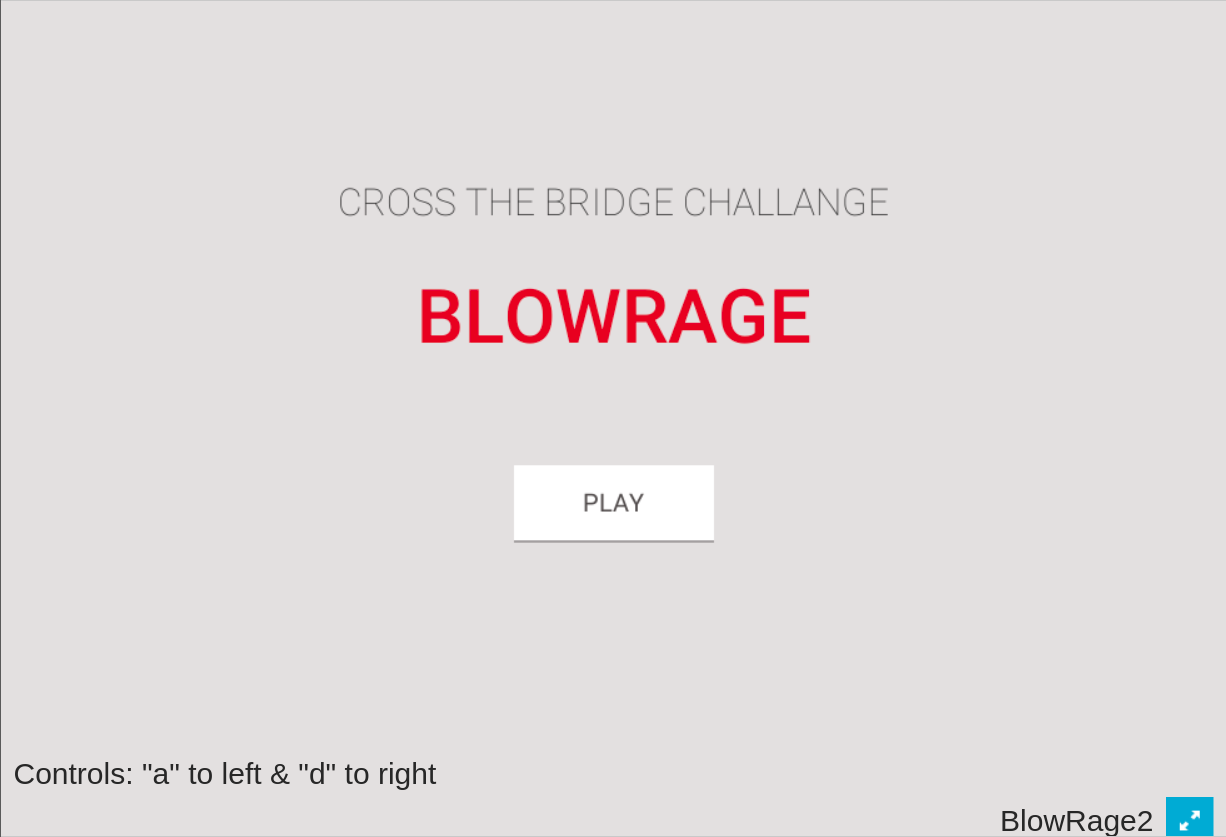 CROSS THE BRIDGE CHALLANGE
BLOWRAGE
PLAY
Controls: "a" to left & "d" to right
BlowRage2